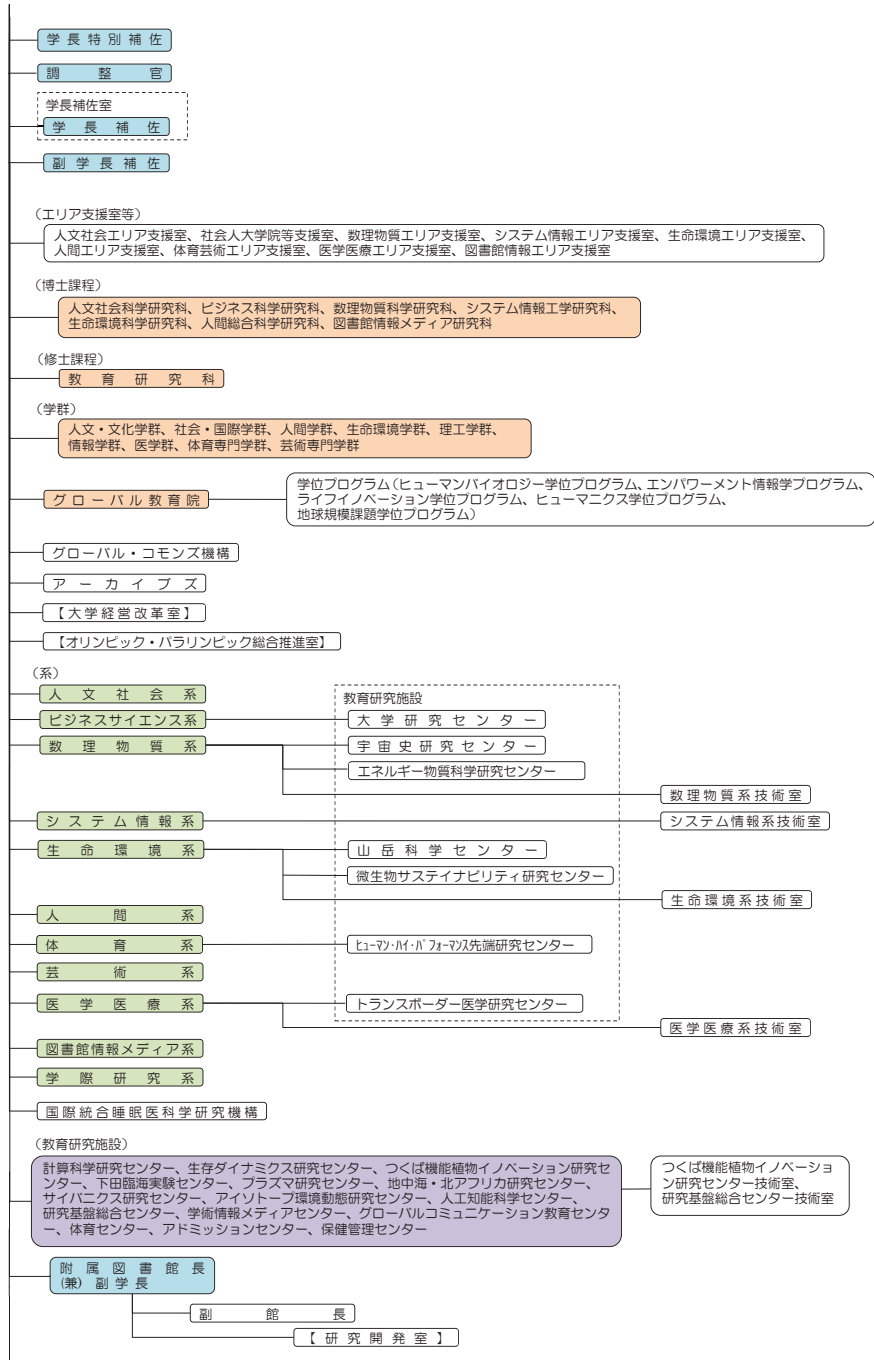 学長特別補佐
調整官
学長補佐室
学長補佐
副学長補佐
(エリア支援室等)
人文社会エリア支援室、社会人大学院等支援室、数理物質エリア支援室、システム情報エリア支援室、生命環境エリア支援室、
人間エリア支援室、体育芸術エリア支援室、医学医療エリア支援室、図書館情報エリア支援室
(博士課程)
人文社会科学研究科、ビジネス科学研究科、数理物質科学研究科、システム情報工学研究科、
生命環境科学研究科、人間総合科学研究科、図書館情報メディア研究科
(修士課程)
教育研究科
(学群)
人文・文化学群、社会・国際学群、人間学群、生命環境学群、理工学群、
情報学群、医学群、体育専門学群、芸術専門学群
グローバル教育院
学位プログラム(ヒューマンバイオロジー学位プログラム、エンパワーメント情報学プログラム、
ライフイノベーション学位プログラム、ヒューマニクス学位プログラム、
地球規模課題学位プログラム)
グローバル・コモンズ機構
アーカイブズ
【大学経営改革室】
【オリンピック・パラリンピック総合推進室】
(系)
人文社会系
教育研究施設
ビジネスサイエンス系
大学研究センター
数理物質系
宇宙史研究センター
エネルギー物質科学研究センター
数理物質系技術室
システム情報系
システム情報系技術室
生命環境系
山岳科学センター
微生物サステイナビリティ研究センター
生命環境系技術室
人間系
体育系
ﾋｭｰﾏﾝ･ﾊｲ･ﾊﾟﾌｫｰﾏﾝｽ先端研究センター
芸術系
医学医療系
トランスボーダー医学研究センター
医学医療系技術室
図書館情報メディア系
学際研究系
国際統合睡眠医科学研究機構
(教育研究施設)
計算科学研究センター、生存ダイナミクス研究センター、つくば機能植物イノベーション研究セ
ンター、下田臨海実験センター、プラズマ研究センター、地中海・北アフリカ研究センター、
サイバニクス研究センター、アイソトープ環境動態研究センター、人工知能科学センター、
研究基盤総合センター、学術情報メディアセンター、グローバルコミュニケーション教育センタ
ー、体育センター、アドミッションセンター、保健管理センター
つくば機能植物イノベーショ
ン研究センター技術室、
研究基盤総合センター技術室
附属図書館長
(兼)副学長
副館長
【研究開発室】